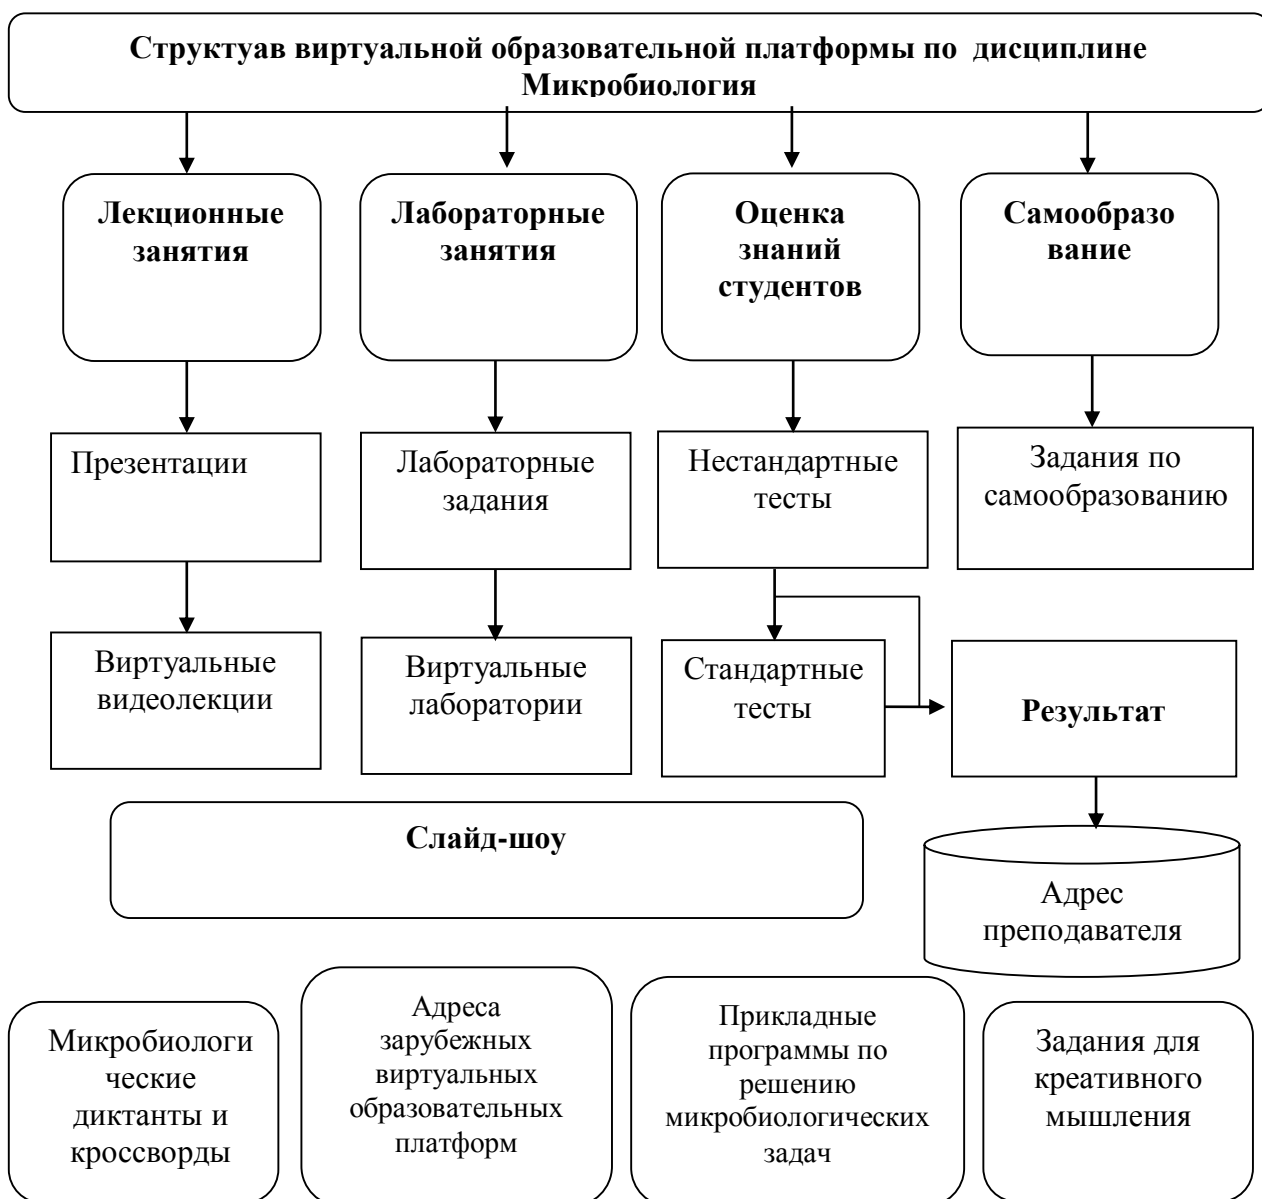 Структуав виртуальной образовательной платформы по дисциплине
Микробиология
Лекционные
занятия
Лабораторные
занятия
Оценка
знаний
студентов
Самообразо
вание
Презентации
Лабораторные
задания
Нестандартные
тесты
Задания по
самообразованию
Виртуальные
видеолекции
Виртуальные
лаборатории
Стандартные
тесты
Результат
Слайд-шоу
Адрес
преподавателя
Микробиологи
ческие
диктанты и
кроссворды
Адреса
зарубежных
виртуальных
образовательных
платформ
Прикладные
программы по
решению
микробиологических
задач
Задания для
креативного
мышления